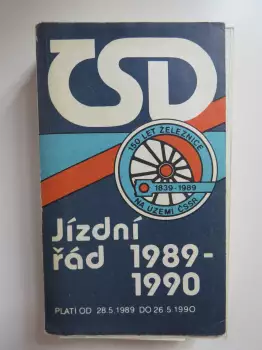 ČSD
150 LET ŽELEZNICE
1839-1989
NA ÚZEMÍ ČSSR
Jízdní
řád 1989-
1990
PLATÍ OD 28.5.1989 DO 26.5.1990